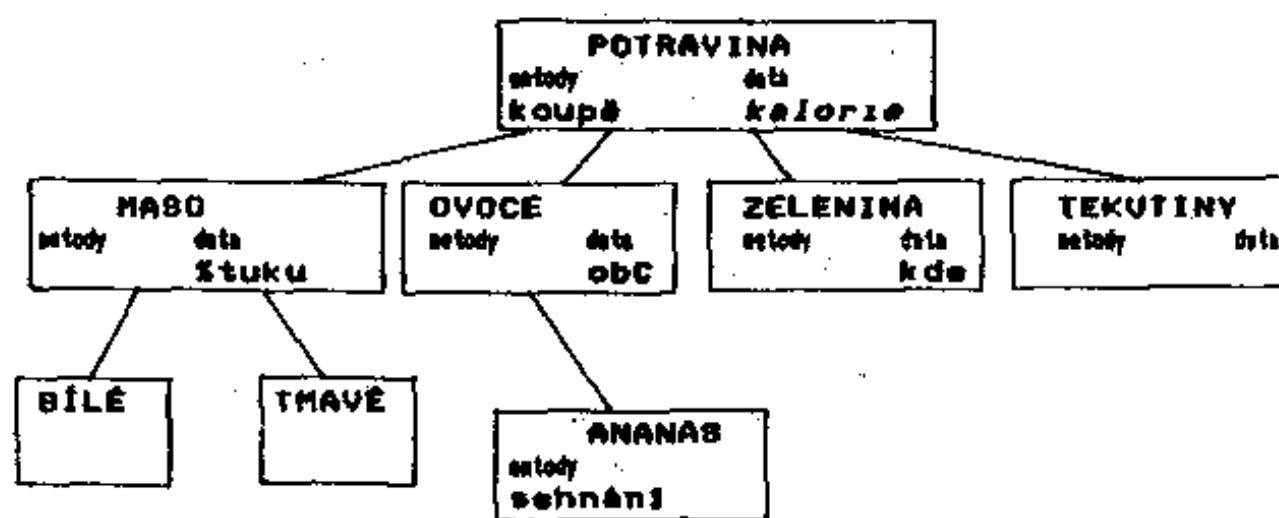 POTRAVINA
metody data
koupě kalorie
MASO
metody data
%tuku
OVOCE
metody data
obC
ZELENINA
metody data
kde
TEKUTINY
metody data
BÍLÉ
TMAVÉ
ANANAS
metody
sehnání